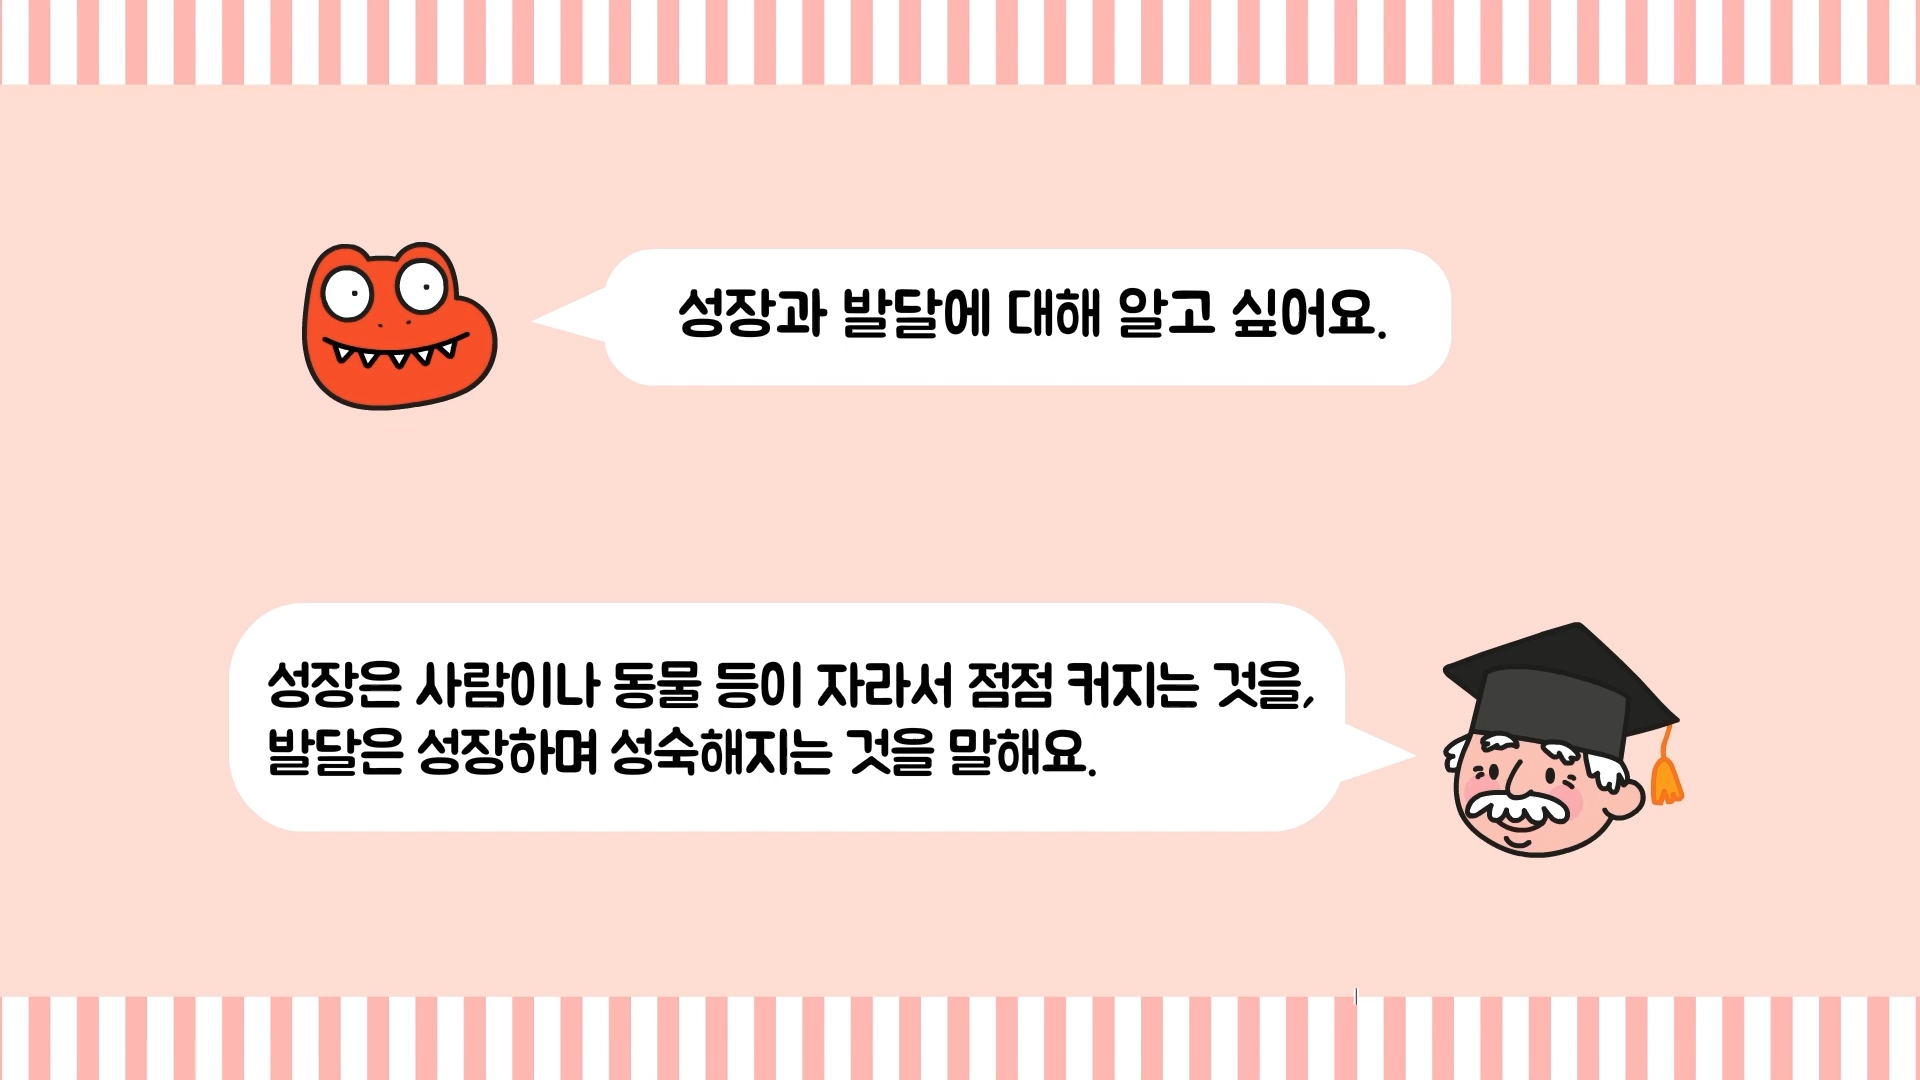 성장과 발달에 대해 알고 싶어요.
성장은 사람이나 동물 등이 자라서 점점 커지는 것을,
발달은 성장하며 성숙해지는 것을 말해요.